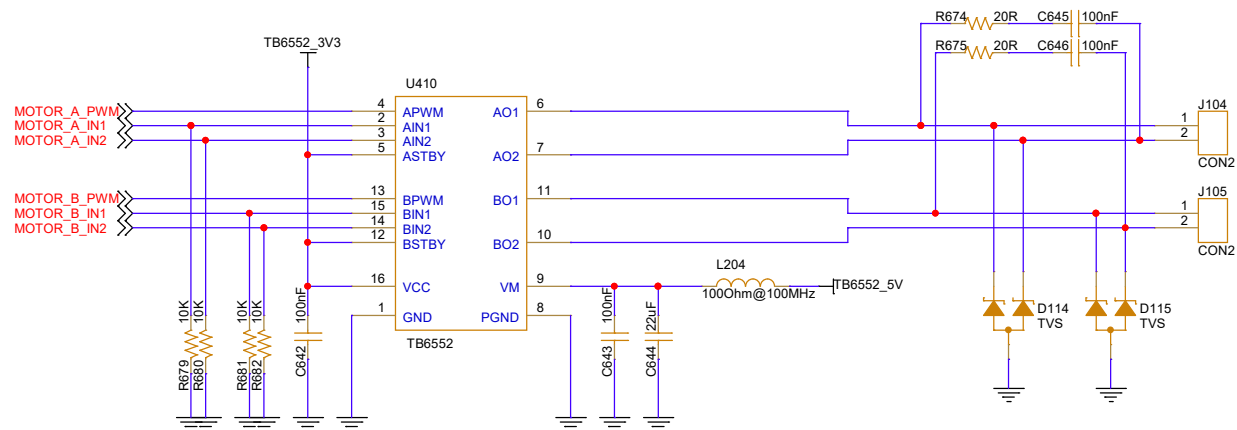 R674 20R C645 100nF
R675 20R C646 100nF
TB6552_3V3
U410
J104
MOTOR_A_PWM 4 APWM AO1 6
MOTOR_A_IN1 2 AIN1 1
MOTOR_A_IN2 3 AIN2 2
5 ASTBY AO2 7
CON2
J105
MOTOR_B_PWM 13 BPWM BO1 11
MOTOR_B_IN1 15 BIN1 1
MOTOR_B_IN2 14 BIN2 2
12 BSTBY BO2 10
CON2
L204
16 VCC VM 9 TB6552_5V
100Ohm@100MHz
1 GND PGND 8
TB6552
R679 10K
R680 10K
R681 10K
R682 10K
C642 100nF
C643 100nF
C644 22uF
D114
TVS
D115
TVS